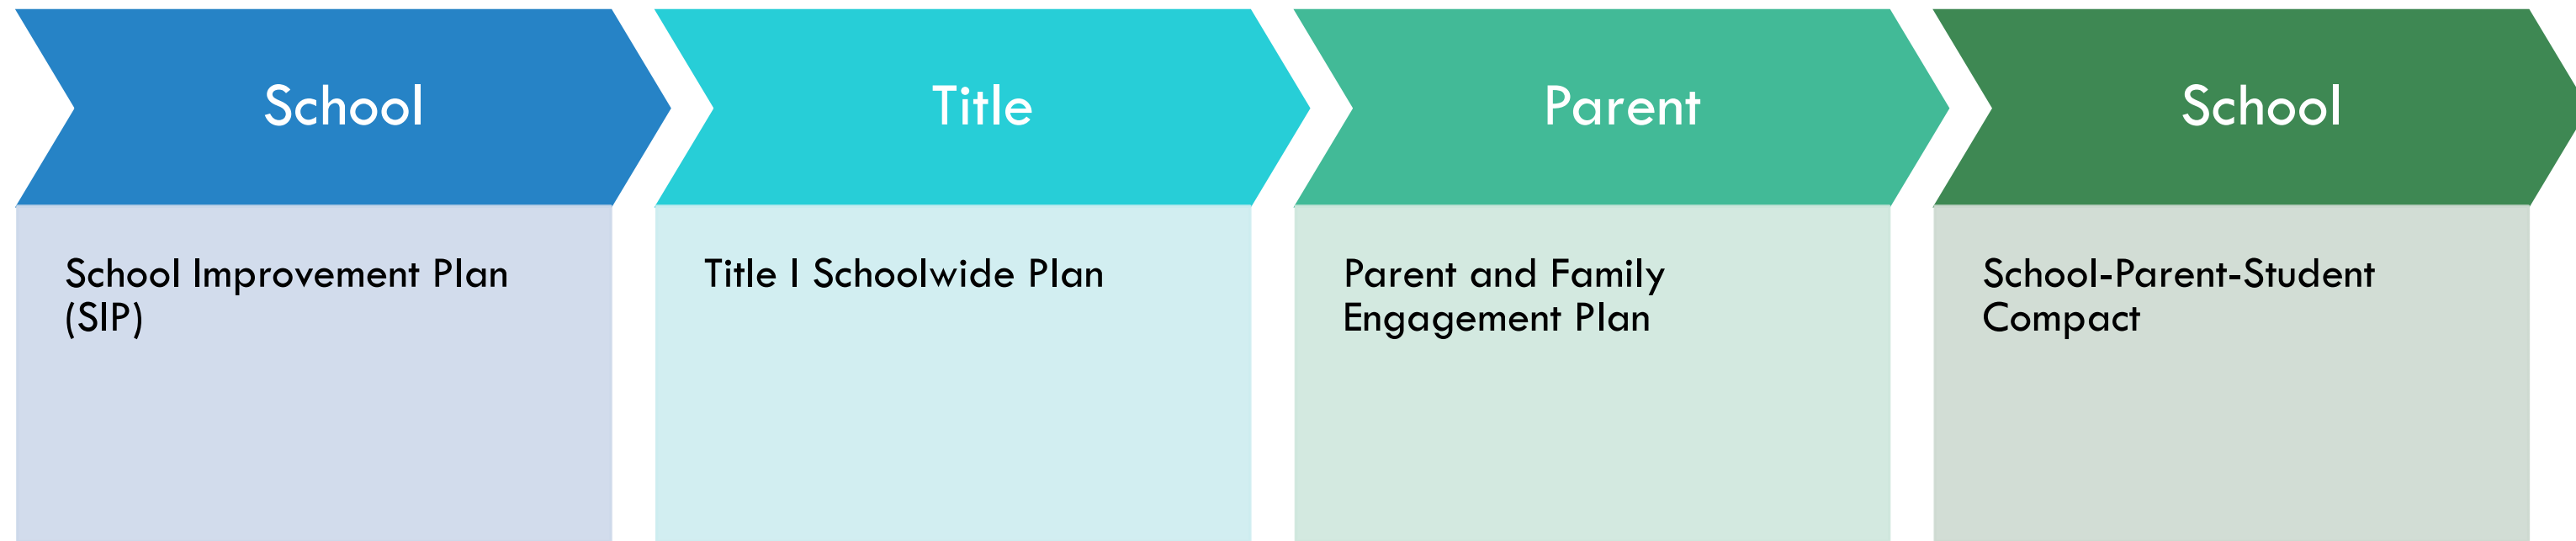 School
Title
Parent
School
School Improvement Plan
(SIP)
Title I Schoolwide Plan
Parent and Family
Engagement Plan
School-Parent-Student
Compact